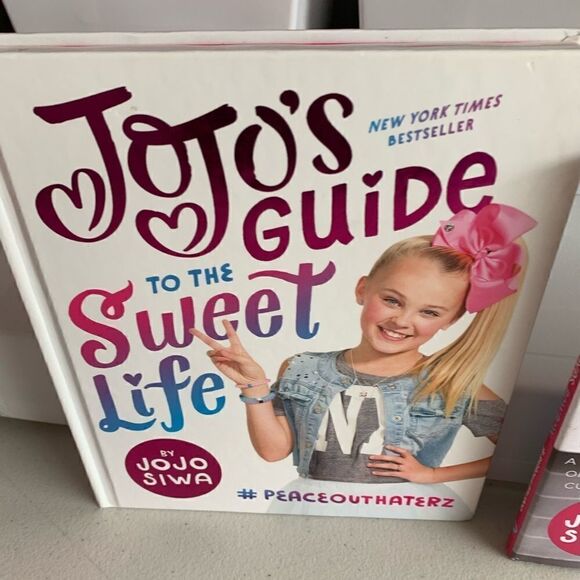 JOJO'S
NEW YORK TIMES
BESTSELLER
GUiDE
TO THE
Sweet
Life
BY
JOJO
SIWA
#PEACEOUTHATERZ
N
A
J
S